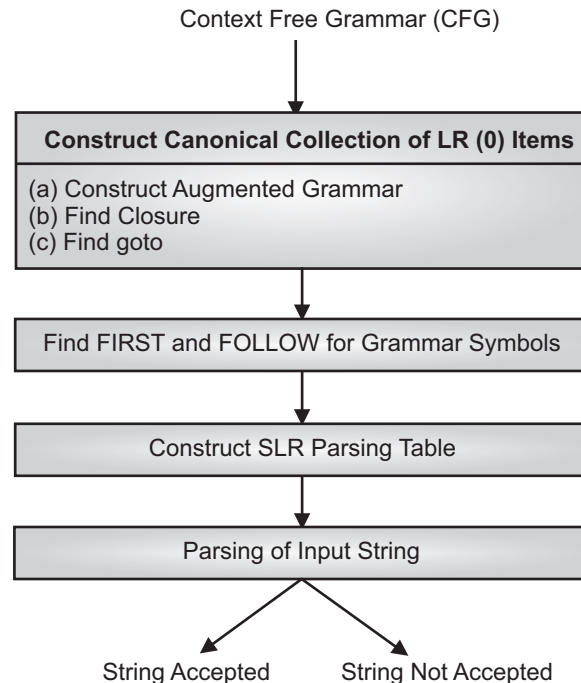 Context Free Grammar (CFG)
Construct Canonical Collection of LR (0) Items
(a) Construct Augmented Grammar
(b) Find Closure
(c) Find goto
Find FIRST and FOLLOW for Grammar Symbols
Construct SLR Parsing Table
Parsing of Input String
String Accepted String Not Accepted